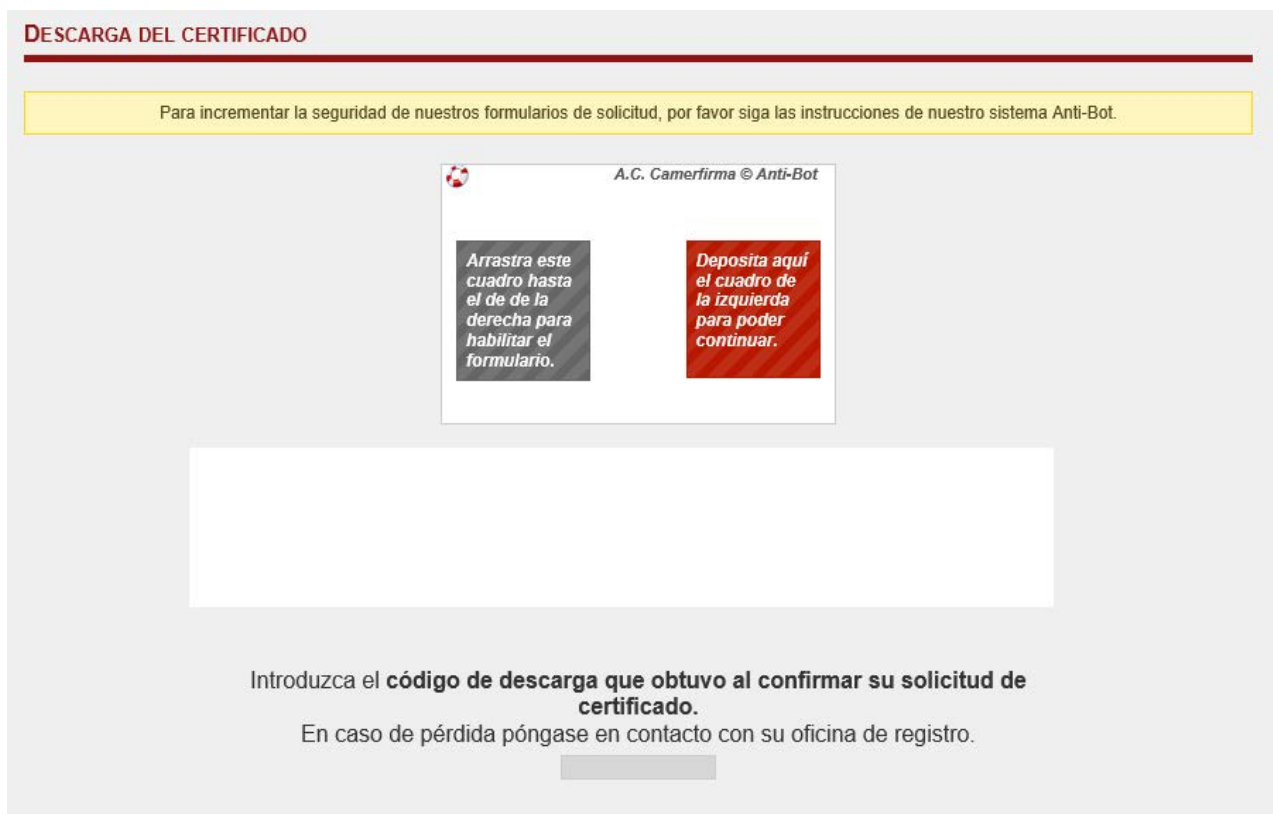 DESCARGA DEL CERTIFICADO
Para incrementar la seguridad de nuestros formularios de solicitud, por favor siga las instrucciones de nuestro sistema Anti-Bot.
A.C. Camerfirma © Anti-Bot
Arrastra este
cuadro hasta
el de de la
derecha para
habilitar el
formulario.
Deposita aquí
el cuadro de
la izquierda
para poder
continuar.
Introduzca el código de descarga que obtuvo al confirmar su solicitud de
certificado.
En caso de pérdida póngase en contacto con su oficina de registro.